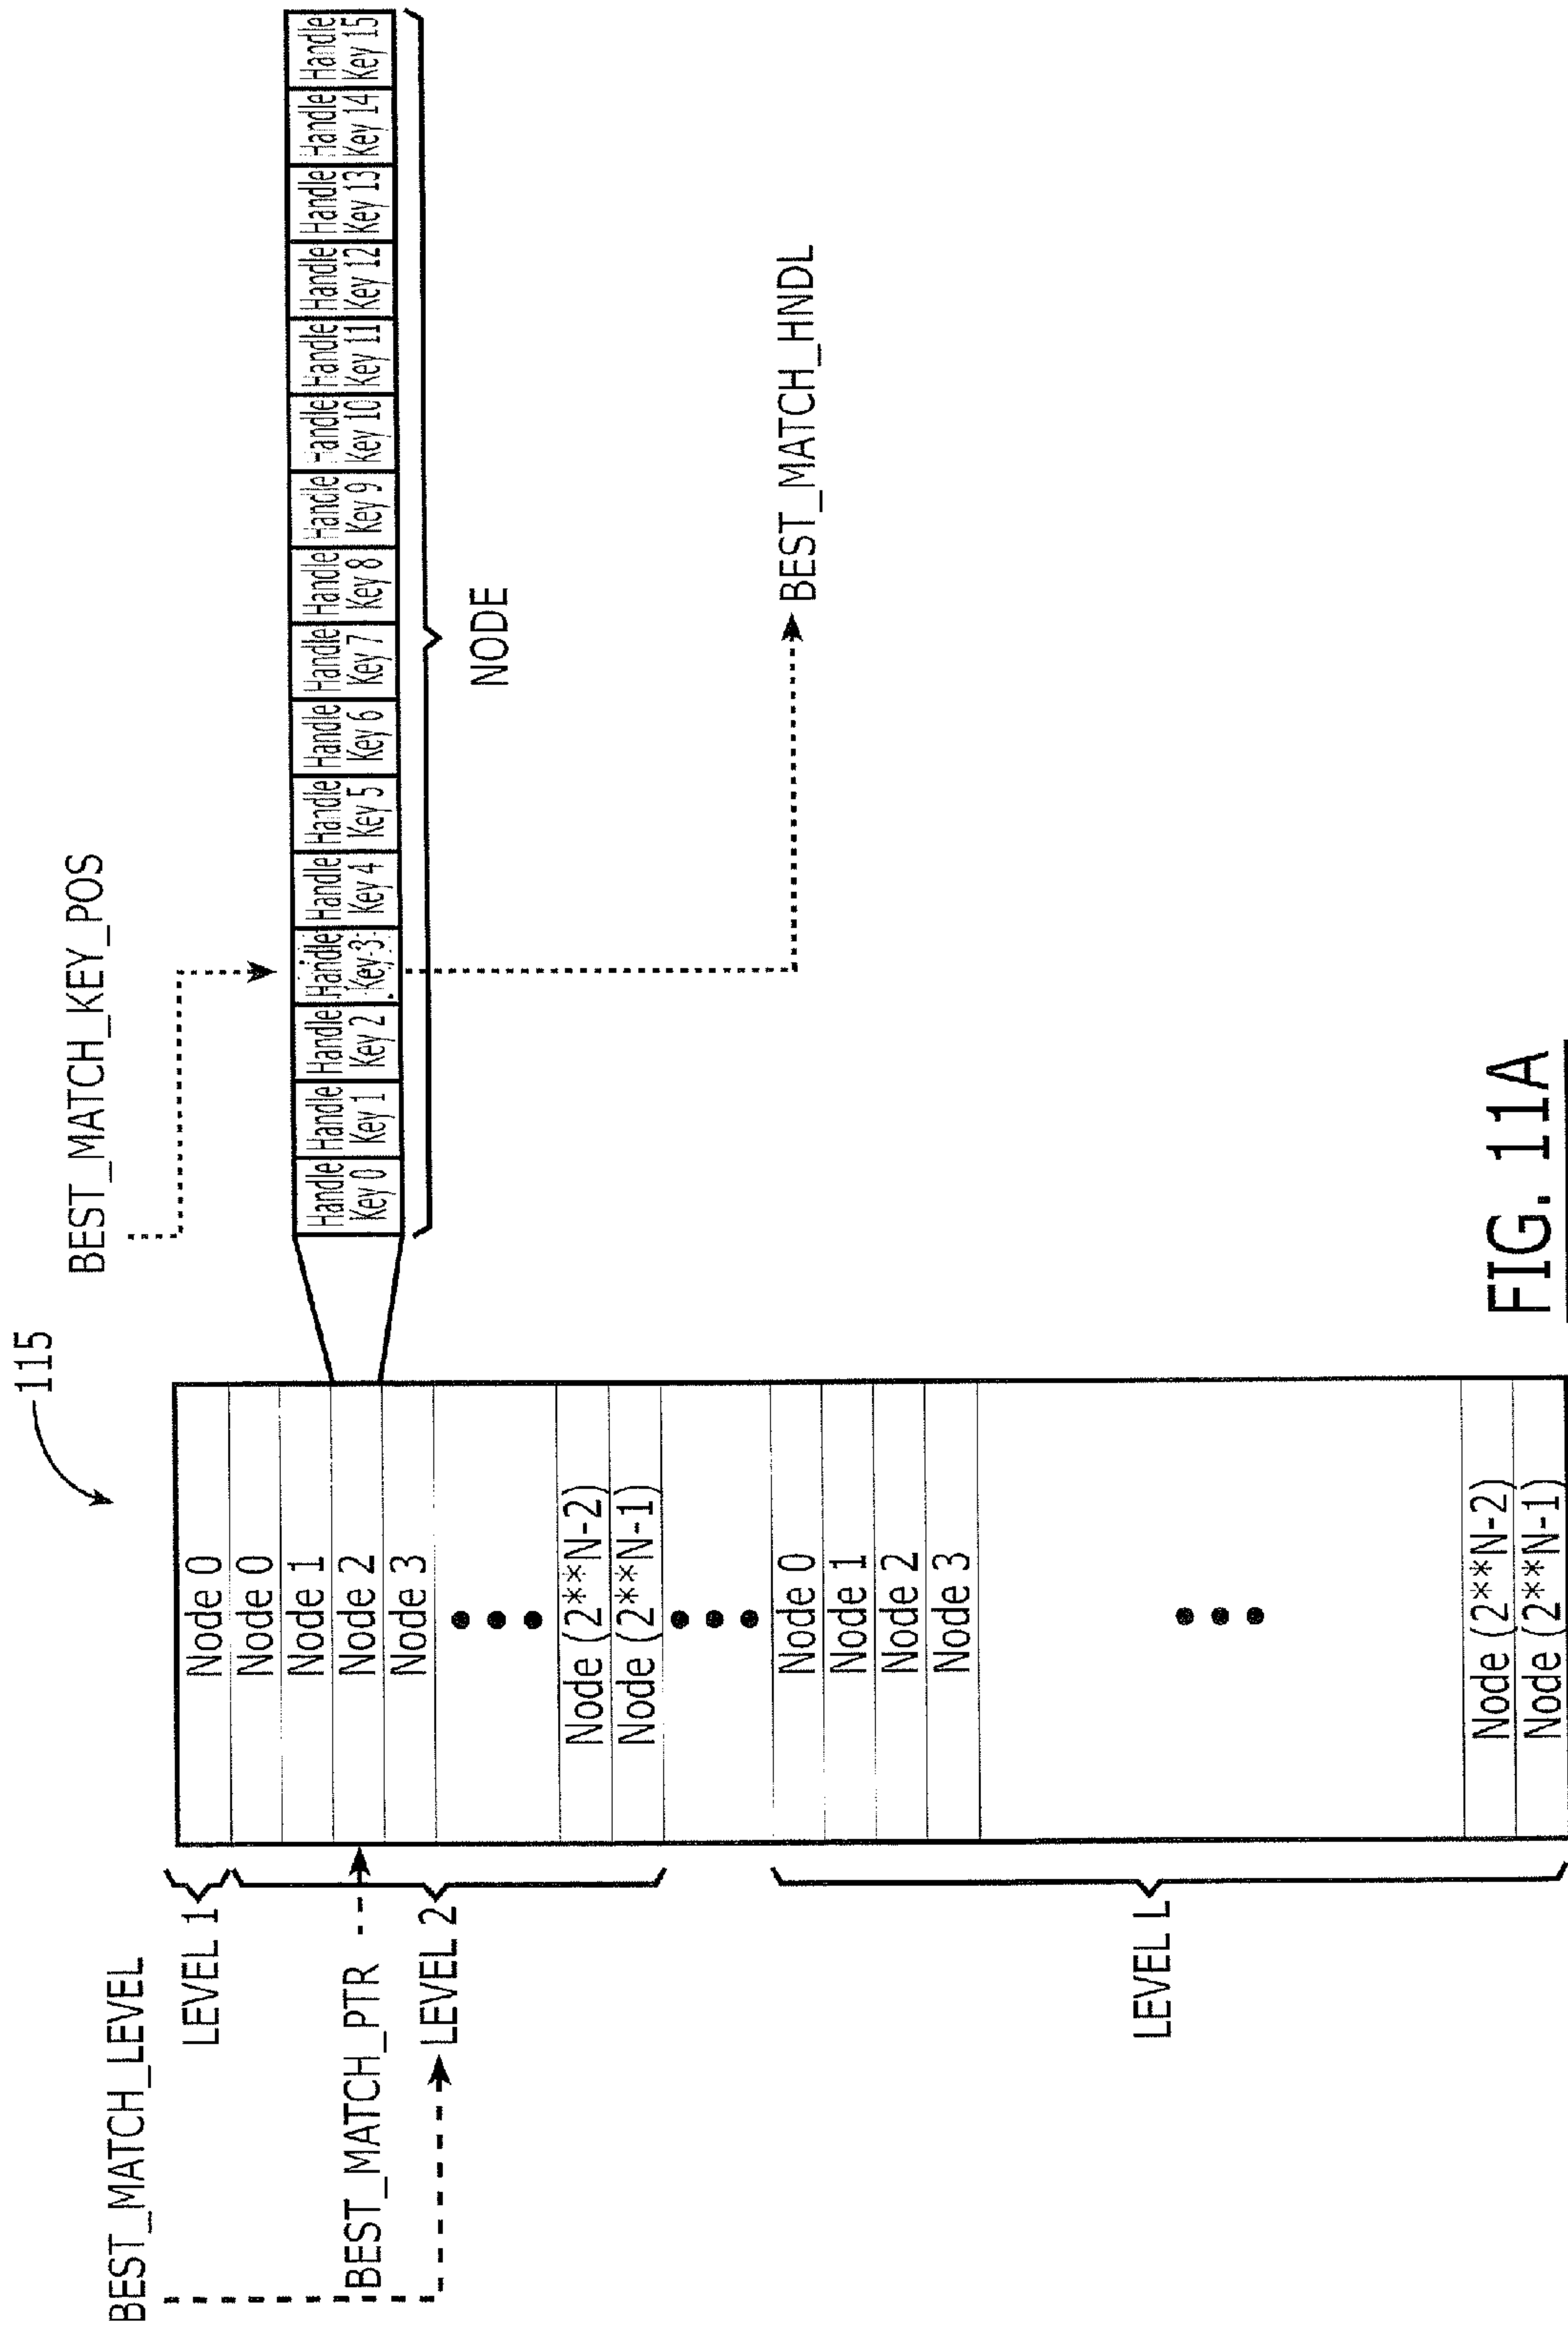 115
BEST_MATCH_LEVEL
BEST_MATCH_KEY_POS
LEVEL 1
BEST_MATCH_PTR
LEVEL 2
LEVEL L
Node 0
Node 0
Node 1
Node 2
Node 3
Node (2**N-2)
Node (2**N-1)
Node 0
Node 1
Node 2
Node 3
Node (2**N-2)
Node (2**N-1)
Handle Key 0
Handle Key 1
Handle Key 2
Handle Key 3
Handle Key 4
Handle Key 5
Handle Key 6
Handle Key 7
Handle Key 8
Handle Key 9
Handle Key 10
Handle Key 11
Handle Key 12
Handle Key 13
Handle Key 14
Handle Key 15
NODE
BEST_MATCH_HNDL
FIG. 11A